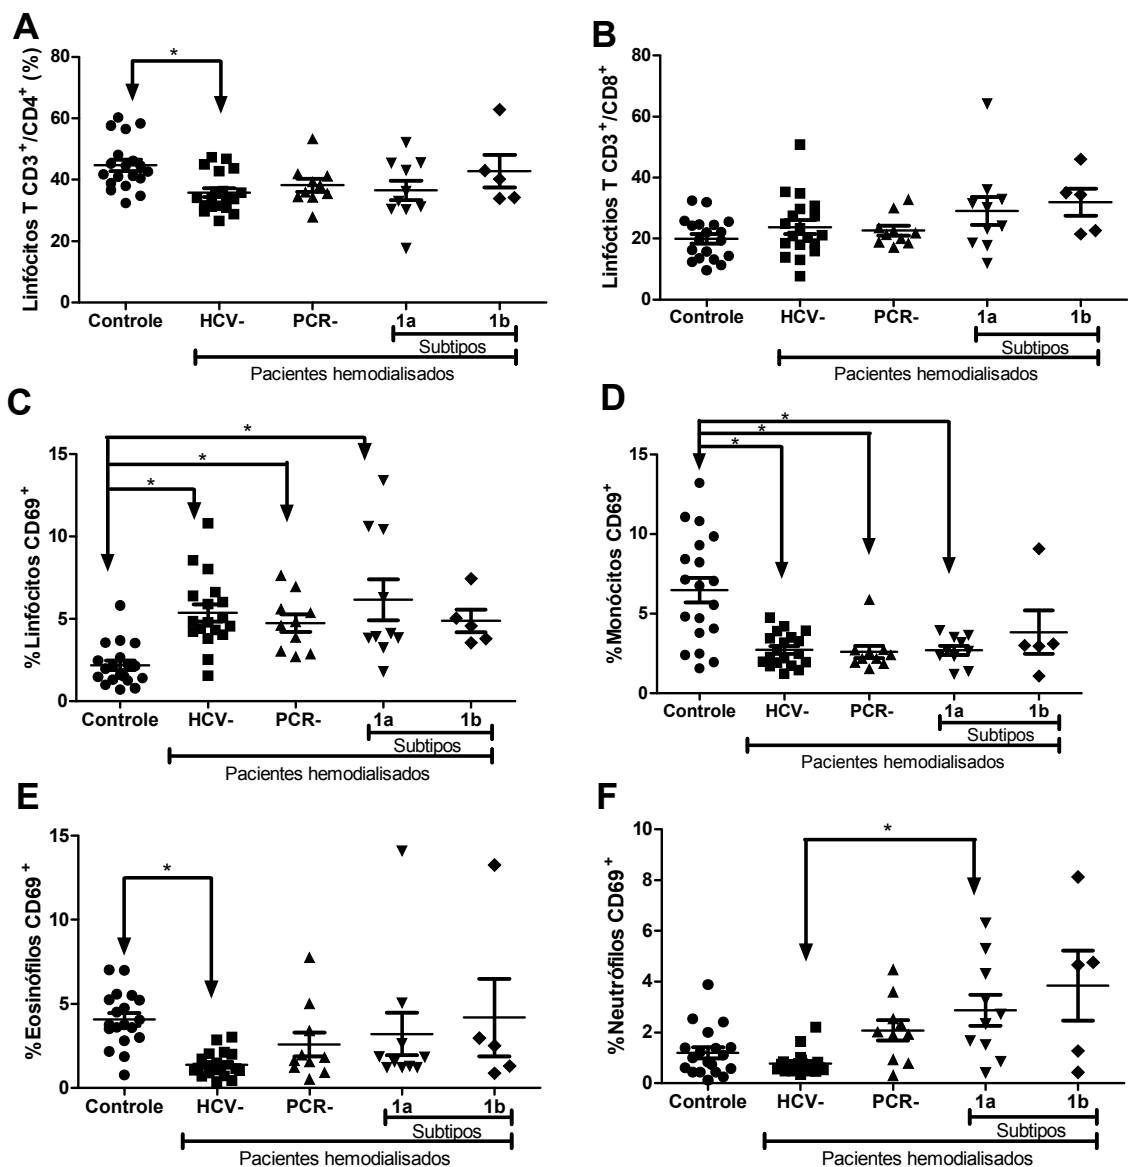 A
Linfócitos T CD3+/CD4+ (%)
80
60
40
20
0
*
Controle HCV- PCR- 1a 1b
Subtipos
Pacientes hemodialisados
B
Linfóctios T CD3+/CD8+
80
60
40
20
0
Controle HCV- PCR- 1a 1b
Subtipos
Pacientes hemodialisados
C
%Linfócitos CD69+
15
10
5
0
*
*
*
Controle HCV- PCR- 1a 1b
Subtipos
Pacientes hemodialisados
D
%Monócitos CD69+
15
10
5
0
*
*
*
Controle HCV- PCR- 1a 1b
Subtipos
Pacientes hemodialisados
E
%Eosinófilos CD69+
15
10
5
0
*
Controle HCV- PCR- 1a 1b
Subtipos
Pacientes hemodialisados
F
%Neutrófilos CD69+
10
8
6
4
2
0
*
Controle HCV- PCR- 1a 1b
Subtipos
Pacientes hemodialisados